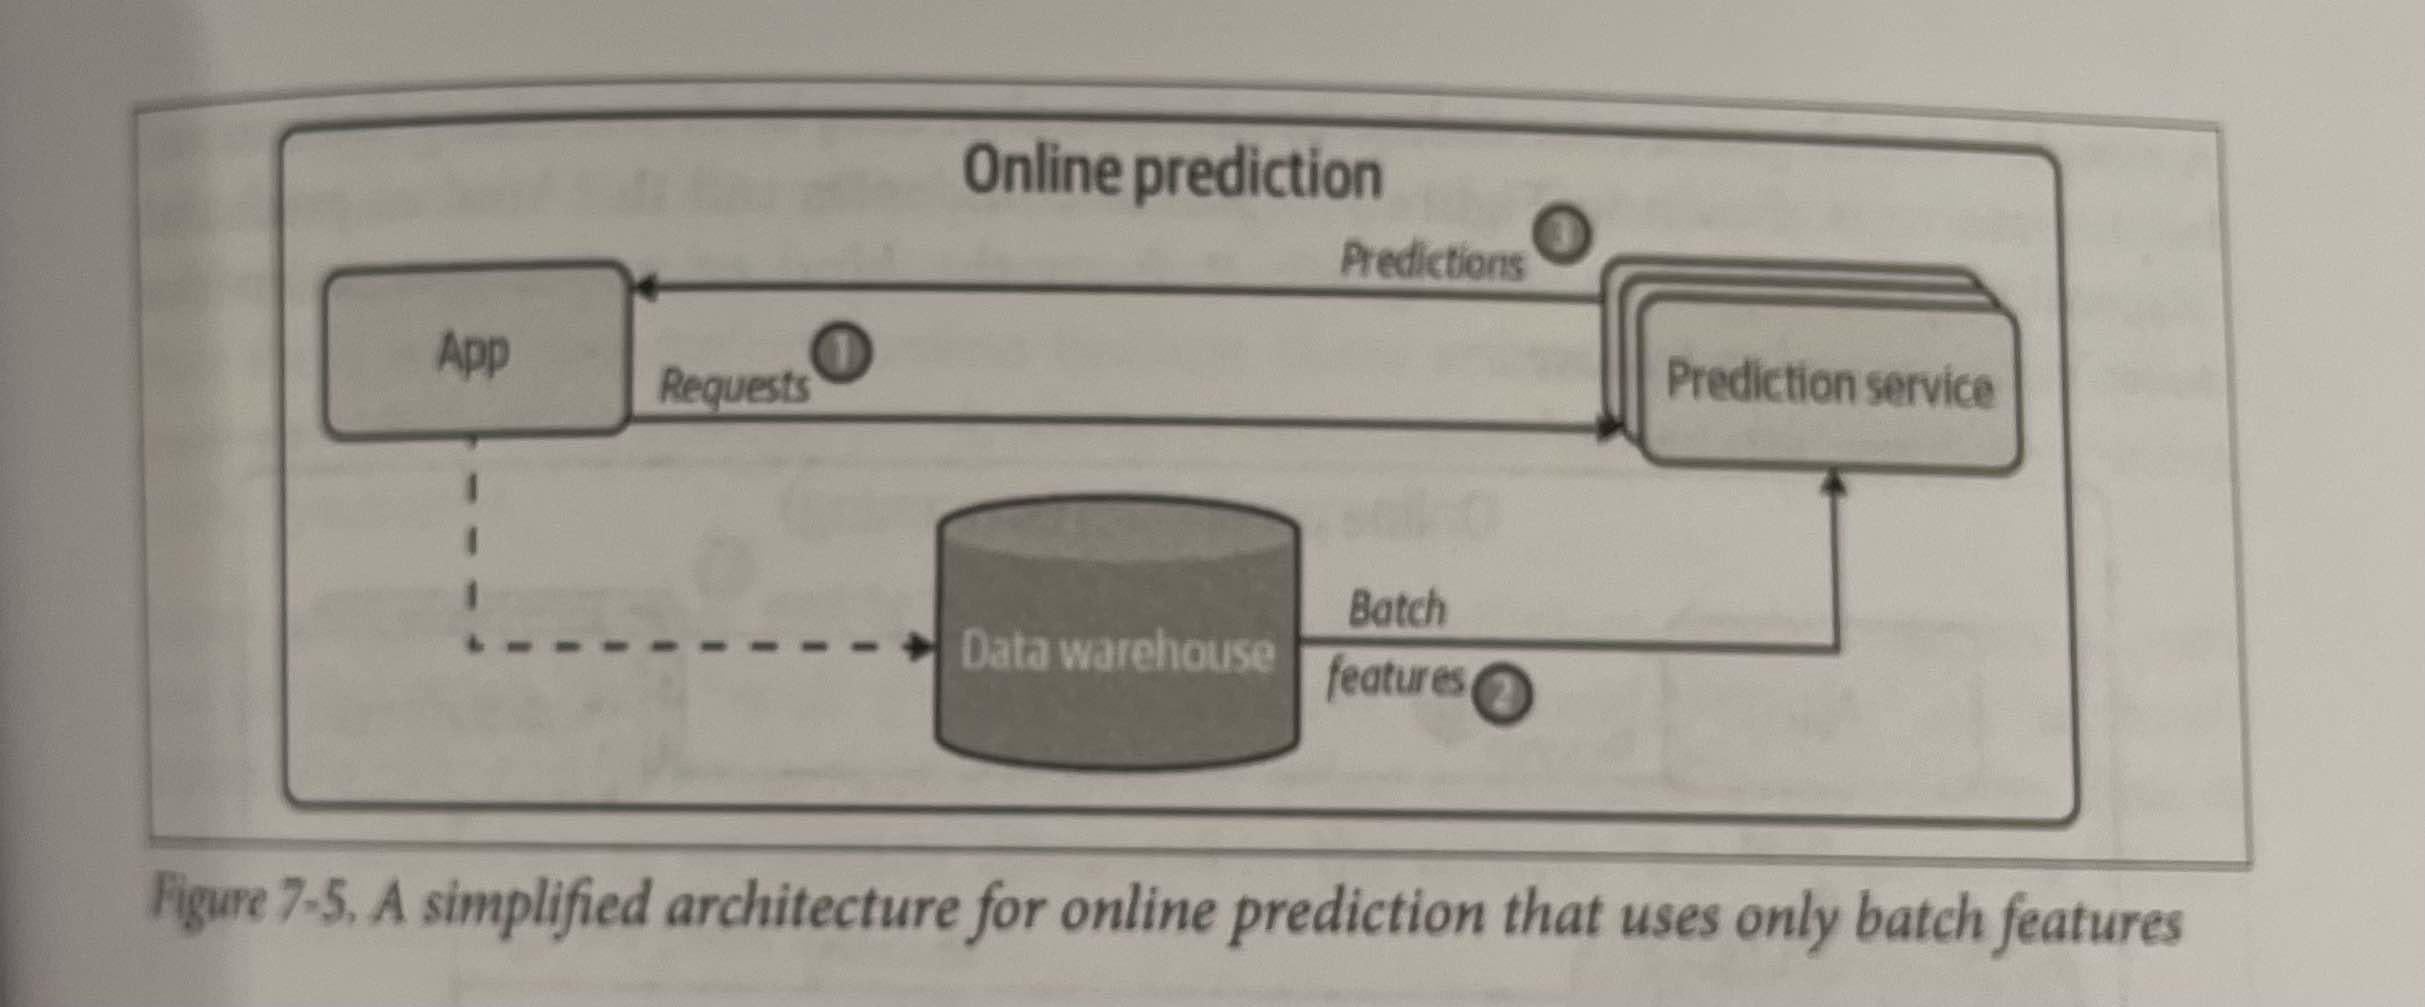 Online prediction
Predictions 3
App
Requests 1
Prediction service
Data warehouse
Batch
features 2
Figure 7-5. A simplified architecture for online prediction that uses only batch features